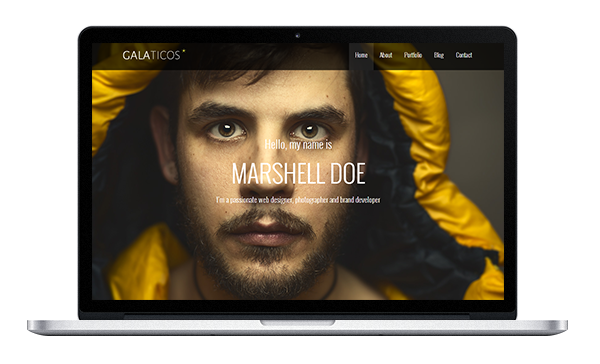 GALATICOS
Home About Portfolio Blog Contact
Hello, my name is
MARSHELL DOE
I'm a passionate web designer, photographer and brand developer